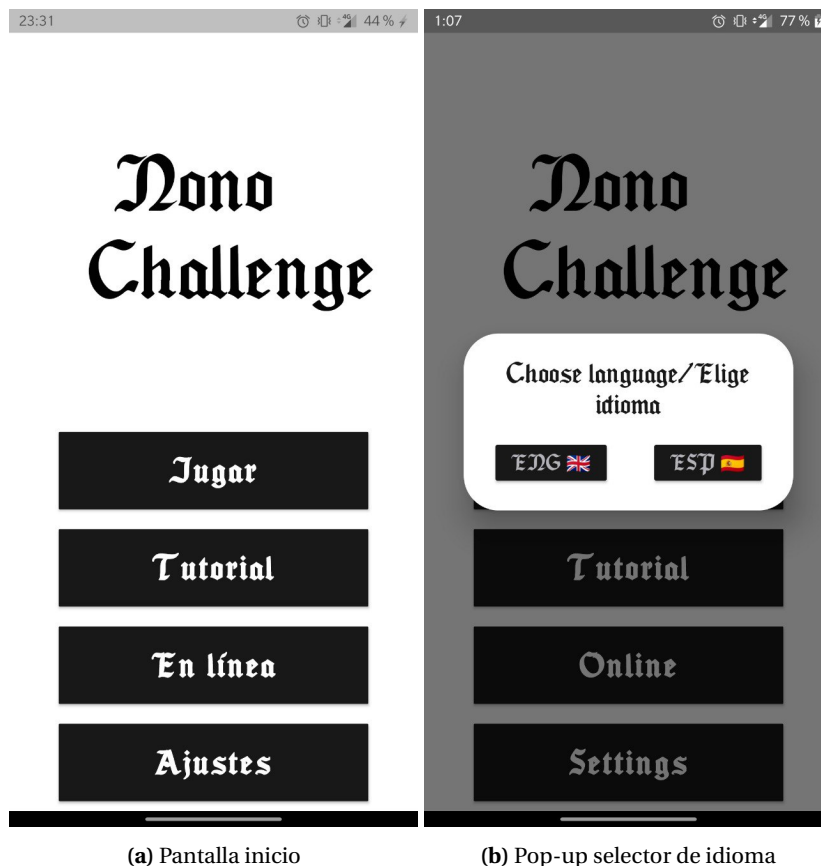 23:31
44 %
Nono
Challenge
Jugar
Tutorial
En línea
Ajustes
(a) Pantalla inicio
1:07
77 %
Nono
Challenge
Choose language/Elige
idioma
ENG
ESP
Tutorial
Online
Settings
(b) Pop-up selector de idioma